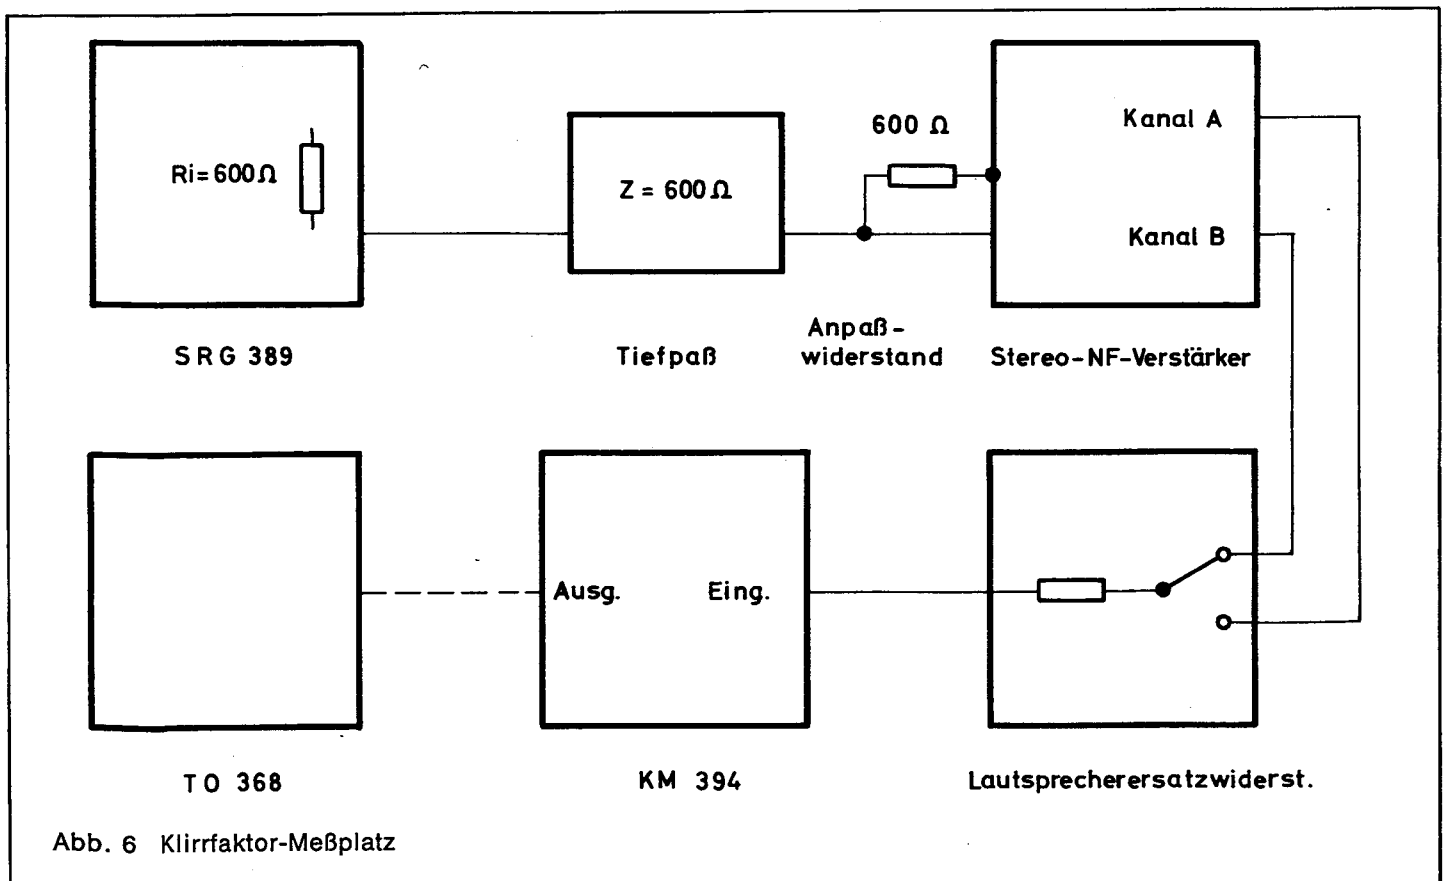 Ri=600Ω
Z = 600Ω
600 Ω
Kanal A
Kanal B
SRG 389
Tiefpaß
Anpaß-
widerstand
Stereo-NF-Verstärker
Ausg.
Eing.
TO 368
KM 394
Lautsprecherersatzwiderst.
Abb. 6 Klirrfaktor-Meßplatz